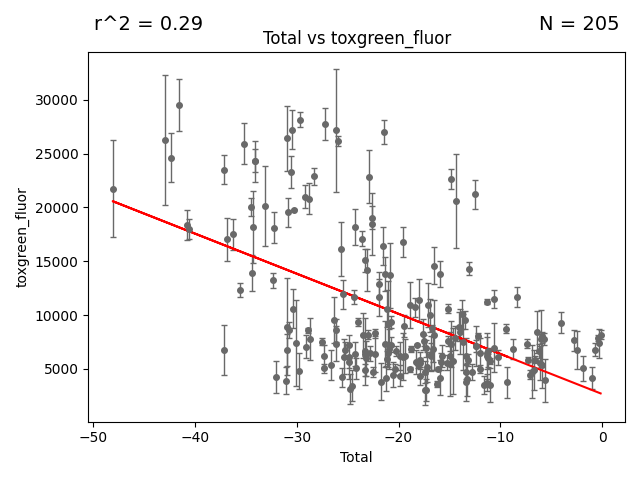 r^2 = 0.29
N = 205
Total vs toxgreen_fluor
30000
25000
20000
15000
10000
5000
toxgreen_fluor
−50
−40
−30
−20
−10
0
Total